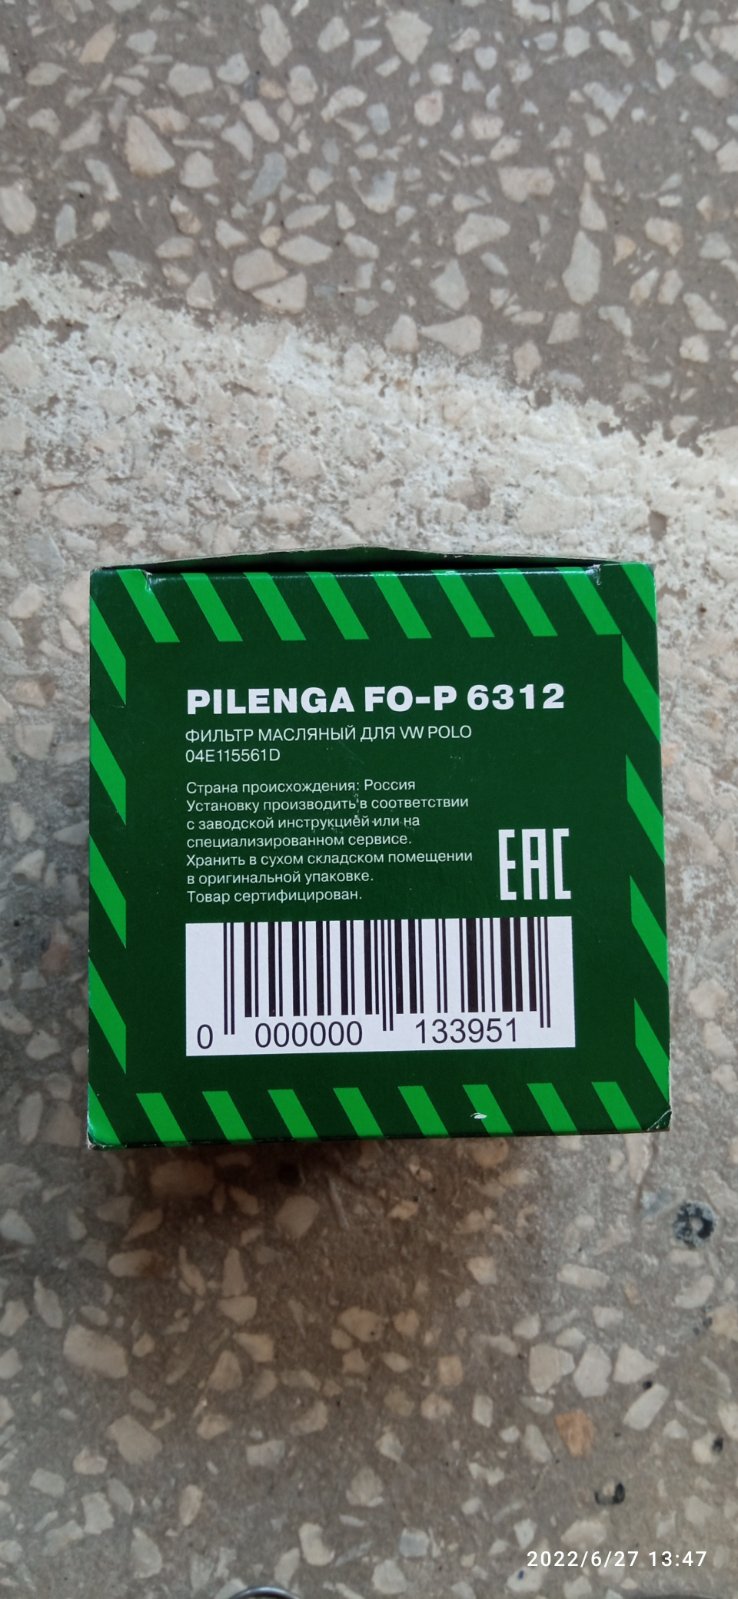 PILENGA FO-P 6312
ФИЛЬТР МАСЛЯНЫЙ ДЛЯ VW POLO
04E115561D
Страна происхождения: Россия
Установку производить в соответствии
с заводской инструкцией или на
специализированном сервисе.
Хранить в сухом складском помещении
в оригинальной упаковке.
Товар сертифицирован.
EAC
0 000000 133951
2022/6/27 13:47